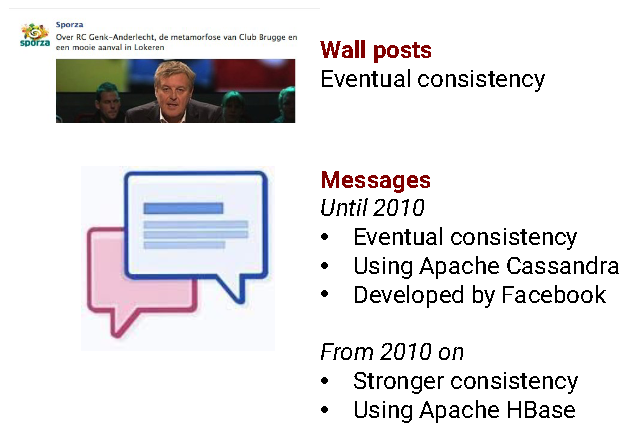 Sporza
Over RC Genk-Anderlecht, de metamorfose van Club Brugge en
een mooie aanval in Lokeren
sporza
Wall posts
Eventual consistency
Messages
Until 2010
• Eventual consistency
• Using Apache Cassandra
• Developed by Facebook
From 2010 on
• Stronger consistency
• Using Apache HBase